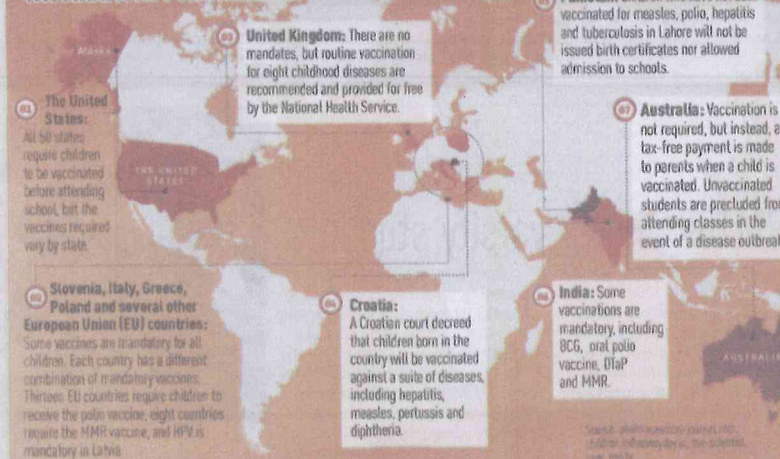 Alaska
01 The United
States:
All 50 states
require children
to be vaccinated
before attending
school, but the
vaccines required
vary by state.
THE UNITED
STATES
02 Slovenia, Italy, Greece,
Poland and several other
European Union (EU) countries:
Some vaccines are mandatory for all
children. Each country has a different
combination of mandatory vaccines.
Thirteen EU countries require children to
receive the polio vaccine, eight countries
require the MMR vaccine, and HPV is
mandatory in Latvia.
United Kingdom: There are no
mandates, but routine vaccination
for eight childhood diseases are
recommended and provided for free
by the National Health Service.
04 Croatia:
A Croatian court decreed
that children born in the
country will be vaccinated
against a suite of diseases,
including hepatitis,
measles, pertussis and
diphtheria.
vaccinated for measles, polio, hepatitis
and tuberculosis in Lahore will not be
issued birth certificates nor allowed
admission to schools.
India: Some
vaccinations are
mandatory, including
BCG, oral polio
vaccine, DTaP
and MMR.
07 Australia: Vaccination is
not required, but instead, a
tax-free payment is made
to parents when a child is
vaccinated. Unvaccinated
students are precluded from
attending classes in the
event of a disease outbreak
AUSTRALIA